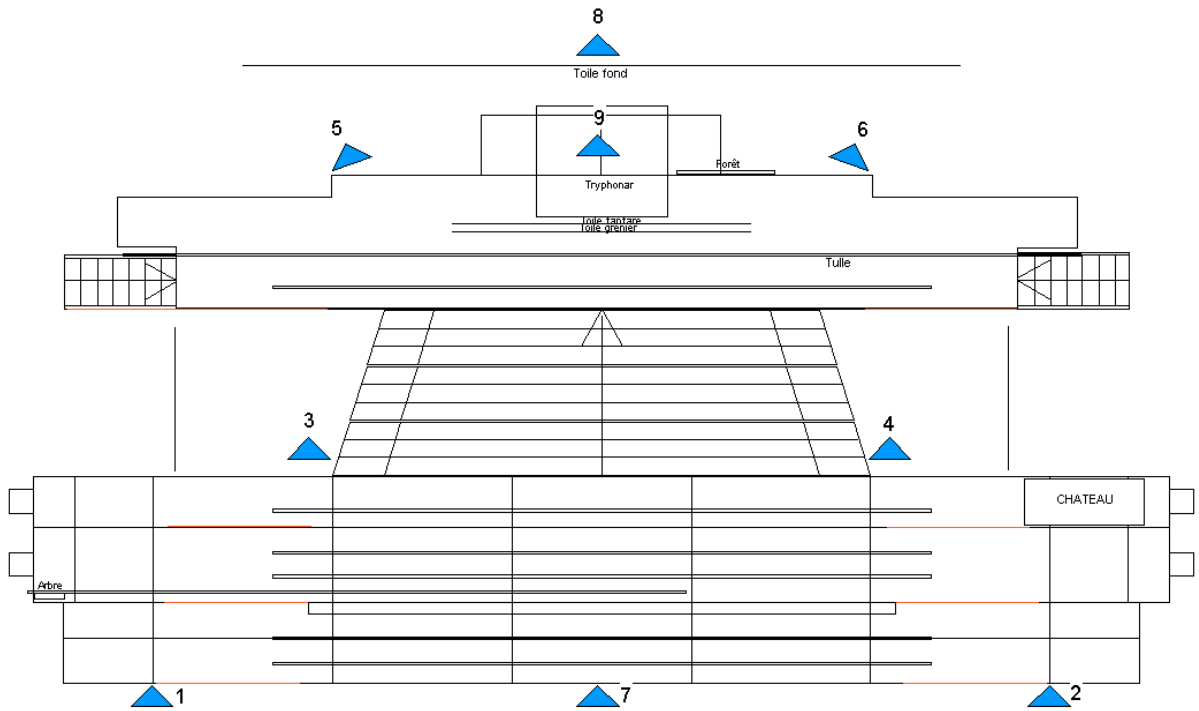 8
Toile fond
5
9
6
Forêt
Tryphonar
Toile tantare
Toile grenier
Tulle
3
4
CHATEAU
Arbre
1
7
2